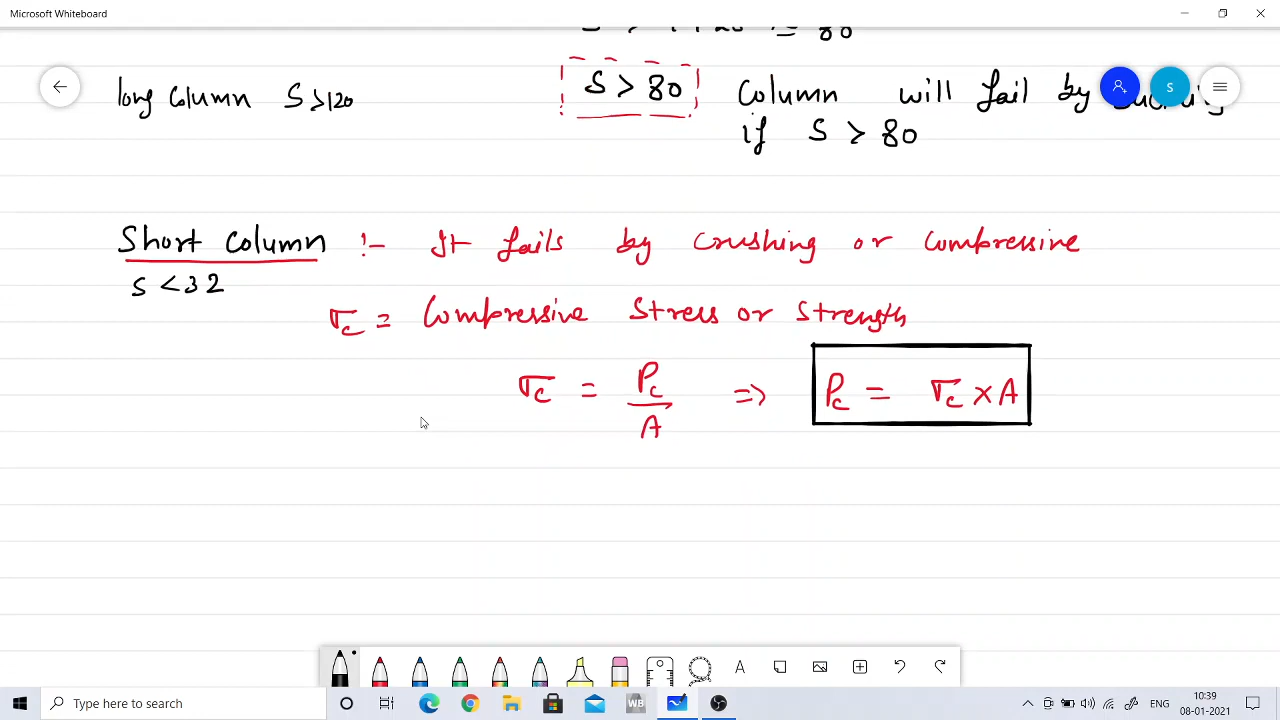 Microsoft Whiteboard
S > 80
long Column S>120
Column will fail by
if S > 80
Short Column :- It fails by Crushing or Compressive
S <32
σc = Compressive Stress or Strength
σc = Pc/A => Pc = σc × A
S
A
WB
Type here to search
ENG
10:39
08-01-2021